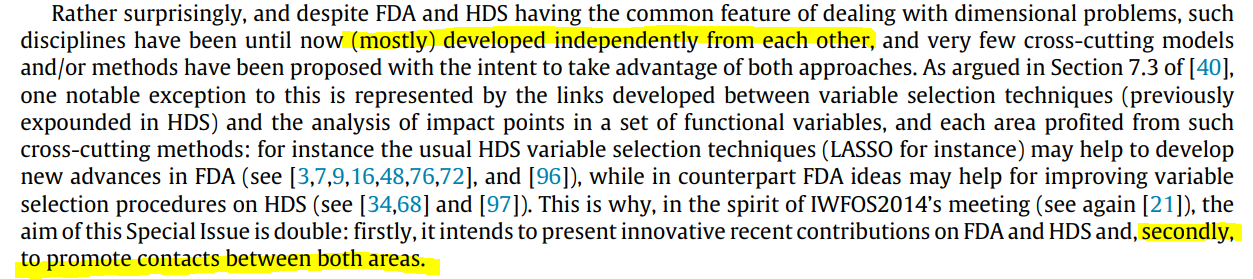 Rather surprisingly, and despite FDA and HDS having the common feature of dealing with dimensional problems, such
disciplines have been until now (mostly) developed independently from each other, and very few cross-cutting models
and/or methods have been proposed with the intent to take advantage of both approaches. As argued in Section 7.3 of [40],
one notable exception to this is represented by the links developed between variable selection techniques (previously
expounded in HDS) and the analysis of impact points in a set of functional variables, and each area profited from such
cross-cutting methods: for instance the usual HDS variable selection techniques (LASSO for instance) may help to develop
new advances in FDA (see [3,7,9,16,48,76,72], and [96]), while in counterpart FDA ideas may help for improving variable
selection procedures on HDS (see [34,68] and [97]). This is why, in the spirit of IWFOS2014's meeting (see again [21]), the
aim of this Special Issue is double: firstly, it intends to present innovative recent contributions on FDA and HDS and, secondly,
to promote contacts between both areas.